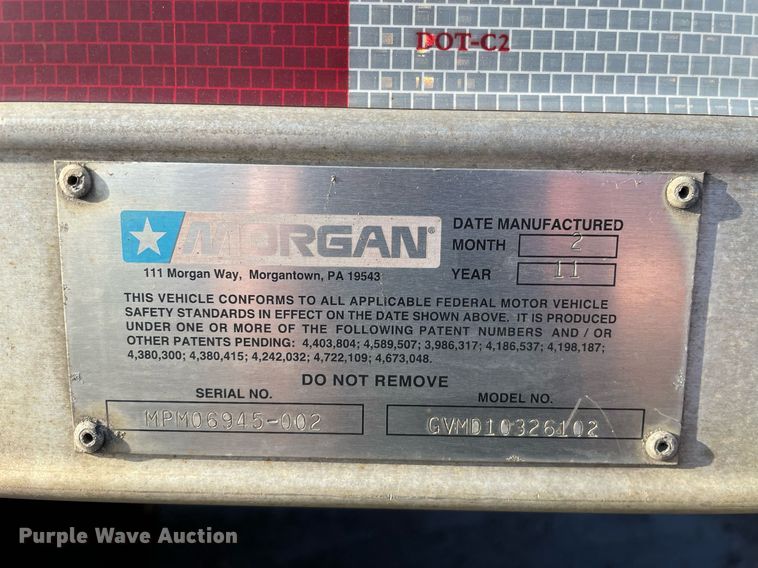 DOT-C2
MORGAN®
111 Morgan Way, Morgantown, PA 19543
DATE MANUFACTURED
MONTH 2
YEAR 11
THIS VEHICLE CONFORMS TO ALL APPLICABLE FEDERAL MOTOR VEHICLE
SAFETY STANDARDS IN EFFECT ON THE DATE SHOWN ABOVE. IT IS PRODUCED
UNDER ONE OR MORE OF THE FOLLOWING PATENT NUMBERS AND / OR
OTHER PATENTS PENDING: 4,403,804; 4,589,507; 3,986,317; 4,186,537; 4,198,187;
4,380,300; 4,380,415; 4,242,032; 4,722,109; 4,673,048.
DO NOT REMOVE
SERIAL NO. MODEL NO.
MPM06945-002 GVMD10326102
Purple Wave Auction